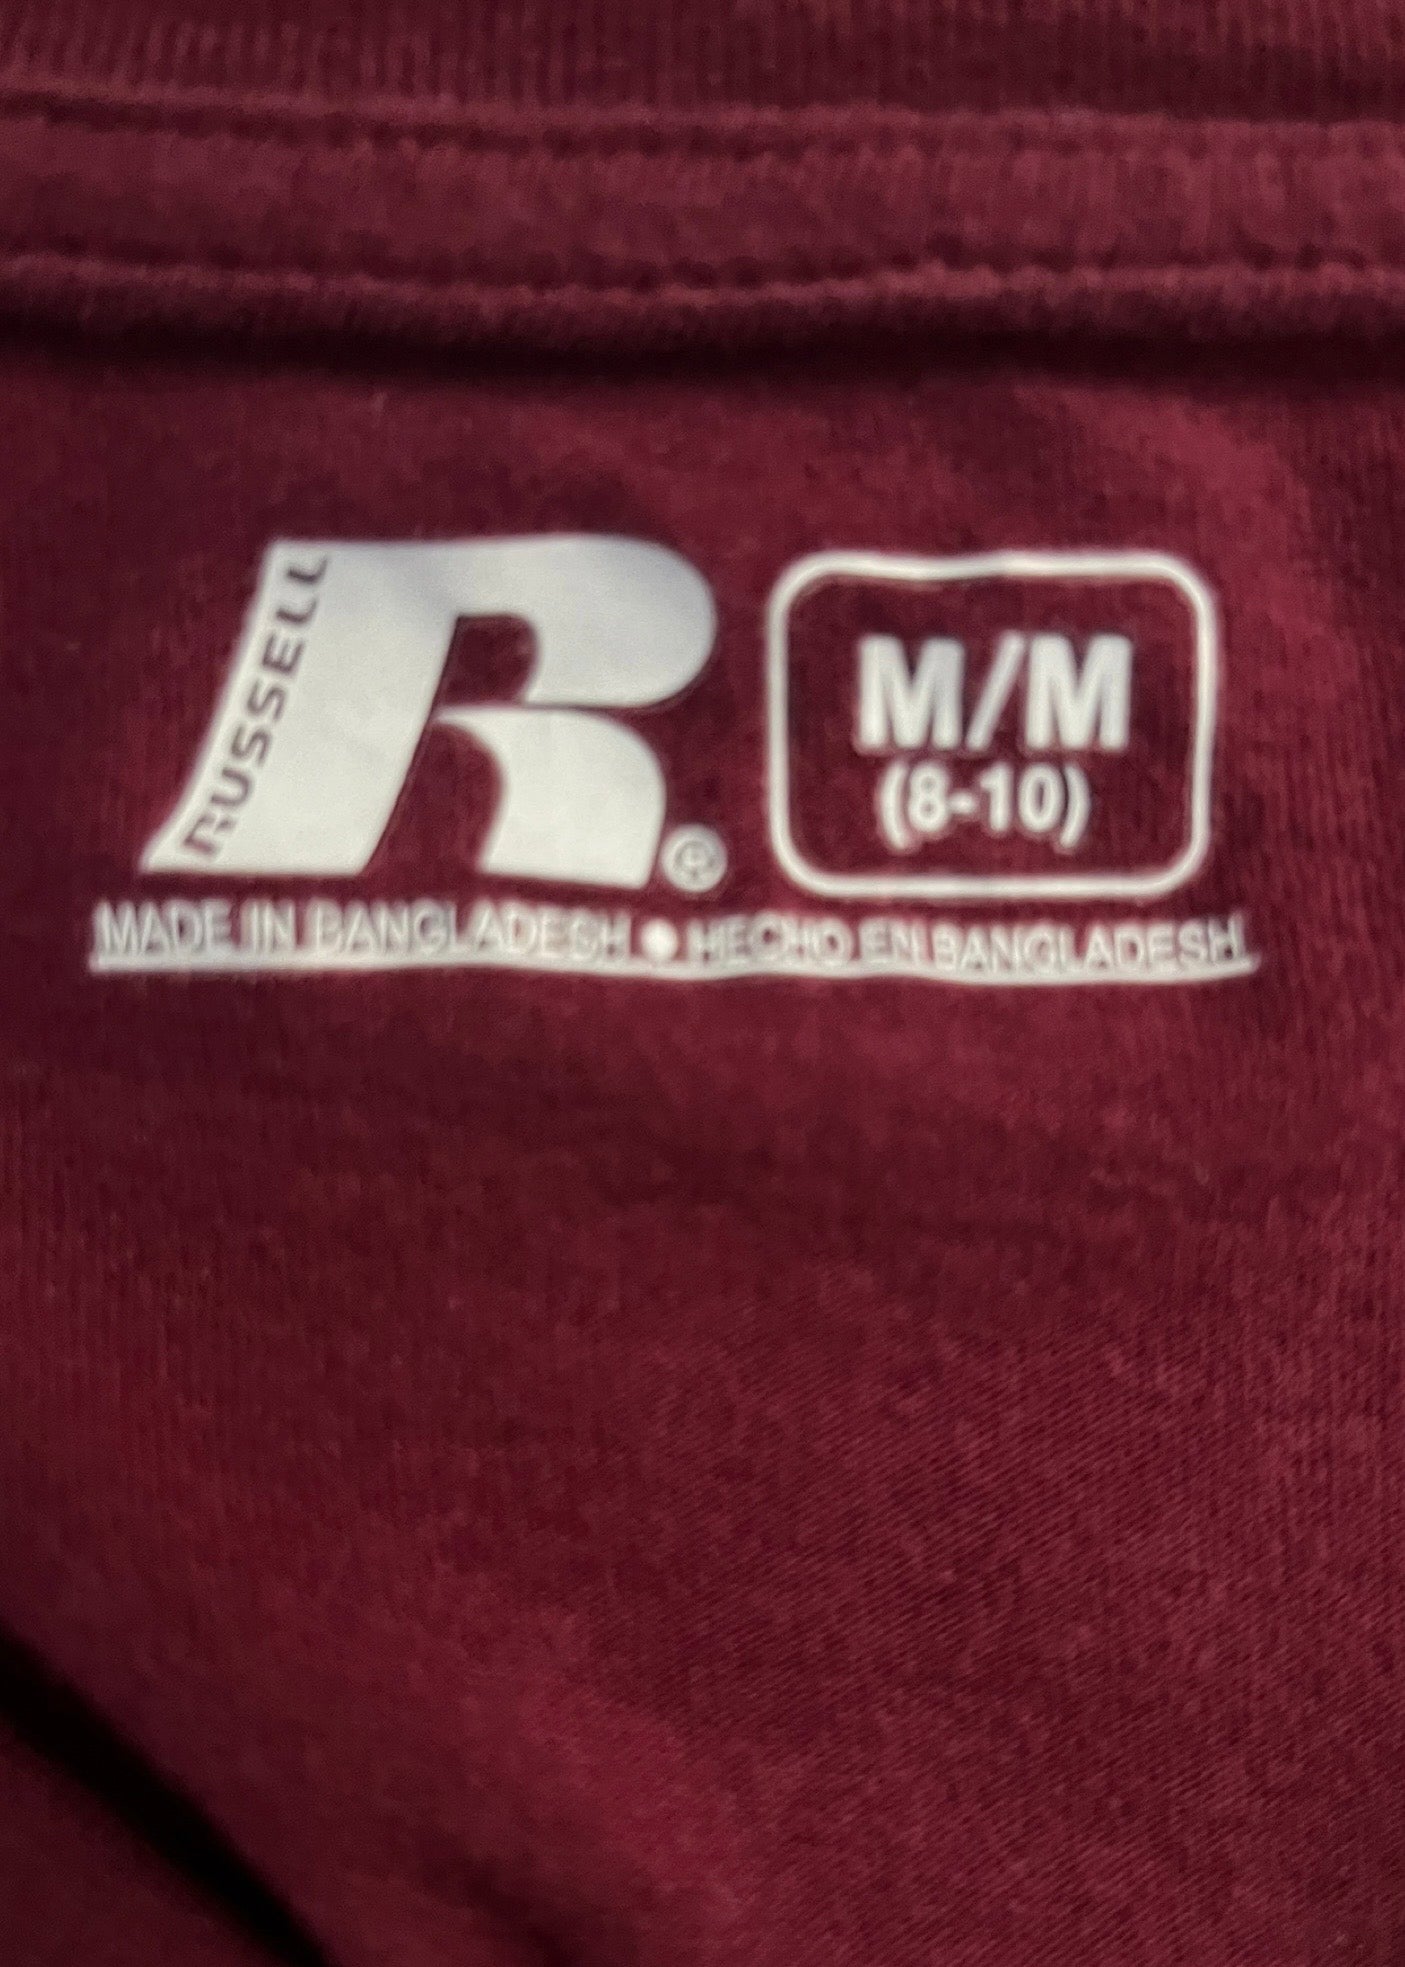 RUSSELL
R®
M/M
(8-10)
MADE IN BANGLADESH • HECHO EN BANGLADESH